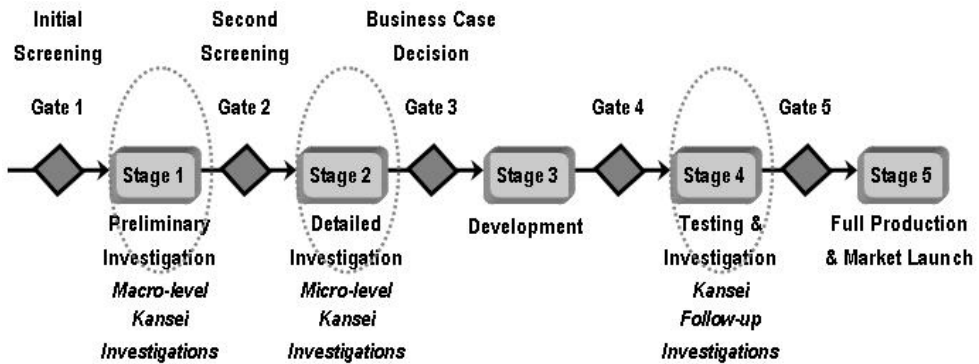 Initial
Screening
Second
Screening
Business Case
Decision
Gate 1
Gate 2
Gate 3
Gate 4
Gate 5
Stage 1
Stage 2
Stage 3
Stage 4
Stage 5
Preliminary
Investigation
Macro-level
Kansei
Investigations
Detailed
Investigation
Micro-level
Kansei
Investigations
Development
Testing &
Investigation
Kansei
Follow-up
Investigations
Full Production
& Market Launch